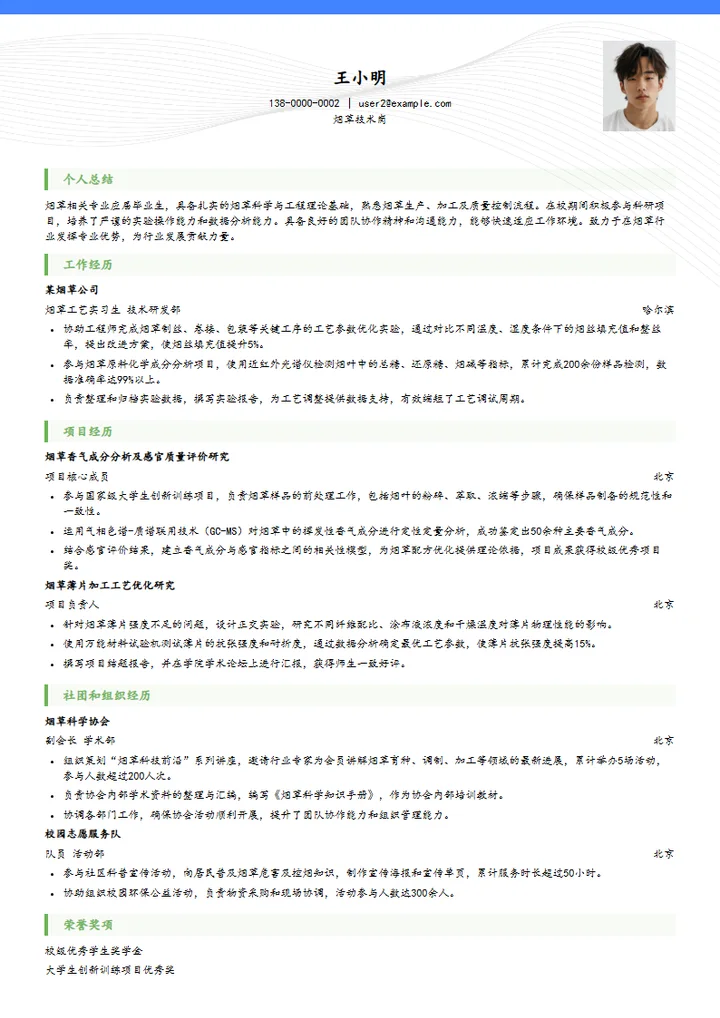 王小明
138-0000-0002 | user2@example.com
烟草技术岗
个人总结
烟草相关专业应届毕业生，具备扎实的烟草科学与工程理论基础，熟悉烟草生产、加工及质量控制流程。在校期间积极参与科研项
目，培养了严谨的实验操作能力和数据分析能力。具备良好的团队协作精神和沟通能力，能够快速适应工作环境。致力于在烟草行
业发挥专业优势，为行业发展贡献力量。
工作经历
某烟草公司
烟草工艺实习生 技术研发部 哈尔滨
• 协助工程师完成烟草制丝、卷接、包装等关键工序的工艺参数优化实验，通过对比不同温度、湿度条件下的烟丝填充值和整丝
率，提出改进方案，使烟丝填充值提升5%。
• 参与烟草原料化学成分分析项目，使用近红外光谱仪检测烟叶中的总糖、还原糖、烟碱等指标，累计完成200余份样品检测，数
据准确率达99%以上。
• 负责整理和归档实验数据，撰写实验报告，为工艺调整提供数据支持，有效缩短了工艺调试周期。
项目经历
烟草香气成分分析及感官质量评价研究
项目核心成员 北京
• 参与国家级大学生创新训练项目，负责烟草样品的前处理工作，包括烟叶的粉碎、萃取、浓缩等步骤，确保样品制备的规范性和
一致性。
• 运用气相色谱-质谱联用技术（GC-MS）对烟草中的挥发性香气成分进行定性定量分析，成功鉴定出50余种主要香气成分。
• 结合感官评价结果，建立香气成分与感官指标之间的相关性模型，为烟草配方优化提供理论依据，项目成果获得校级优秀项目
奖。
烟草薄片加工工艺优化研究
项目负责人 北京
• 针对烟草薄片强度不足的问题，设计正交实验，研究不同纤维配比、涂布液浓度和干燥温度对薄片物理性能的影响。
• 使用万能材料试验机测试薄片的抗张强度和耐折度，通过数据分析确定最优工艺参数，使薄片抗张强度提高15%。
• 撰写项目结题报告，并在学院学术论坛上进行汇报，获得师生一致好评。
社团和组织经历
烟草科学协会
副会长 学术部 北京
• 组织策划“烟草科技前沿”系列讲座，邀请行业专家为会员讲解烟草育种、调制、加工等领域的最新进展，累计举办5场活动，
参与人数超过200人次。
• 负责协会内部学术资料的整理与汇编，编写《烟草科学知识手册》，作为协会内部培训教材。
• 协调各部门工作，确保协会活动顺利开展，提升了团队协作能力和组织管理能力。
校园志愿服务队
队员 活动部 北京
• 参与社区科普宣传活动，向居民普及烟草危害及控烟知识，制作宣传海报和宣传单页，累计服务时长超过50小时。
• 协助组织校园环保公益活动，负责物资采购和现场协调，活动参与人数达300余人。
荣誉奖项
校级优秀学生奖学金
大学生创新训练项目优秀奖